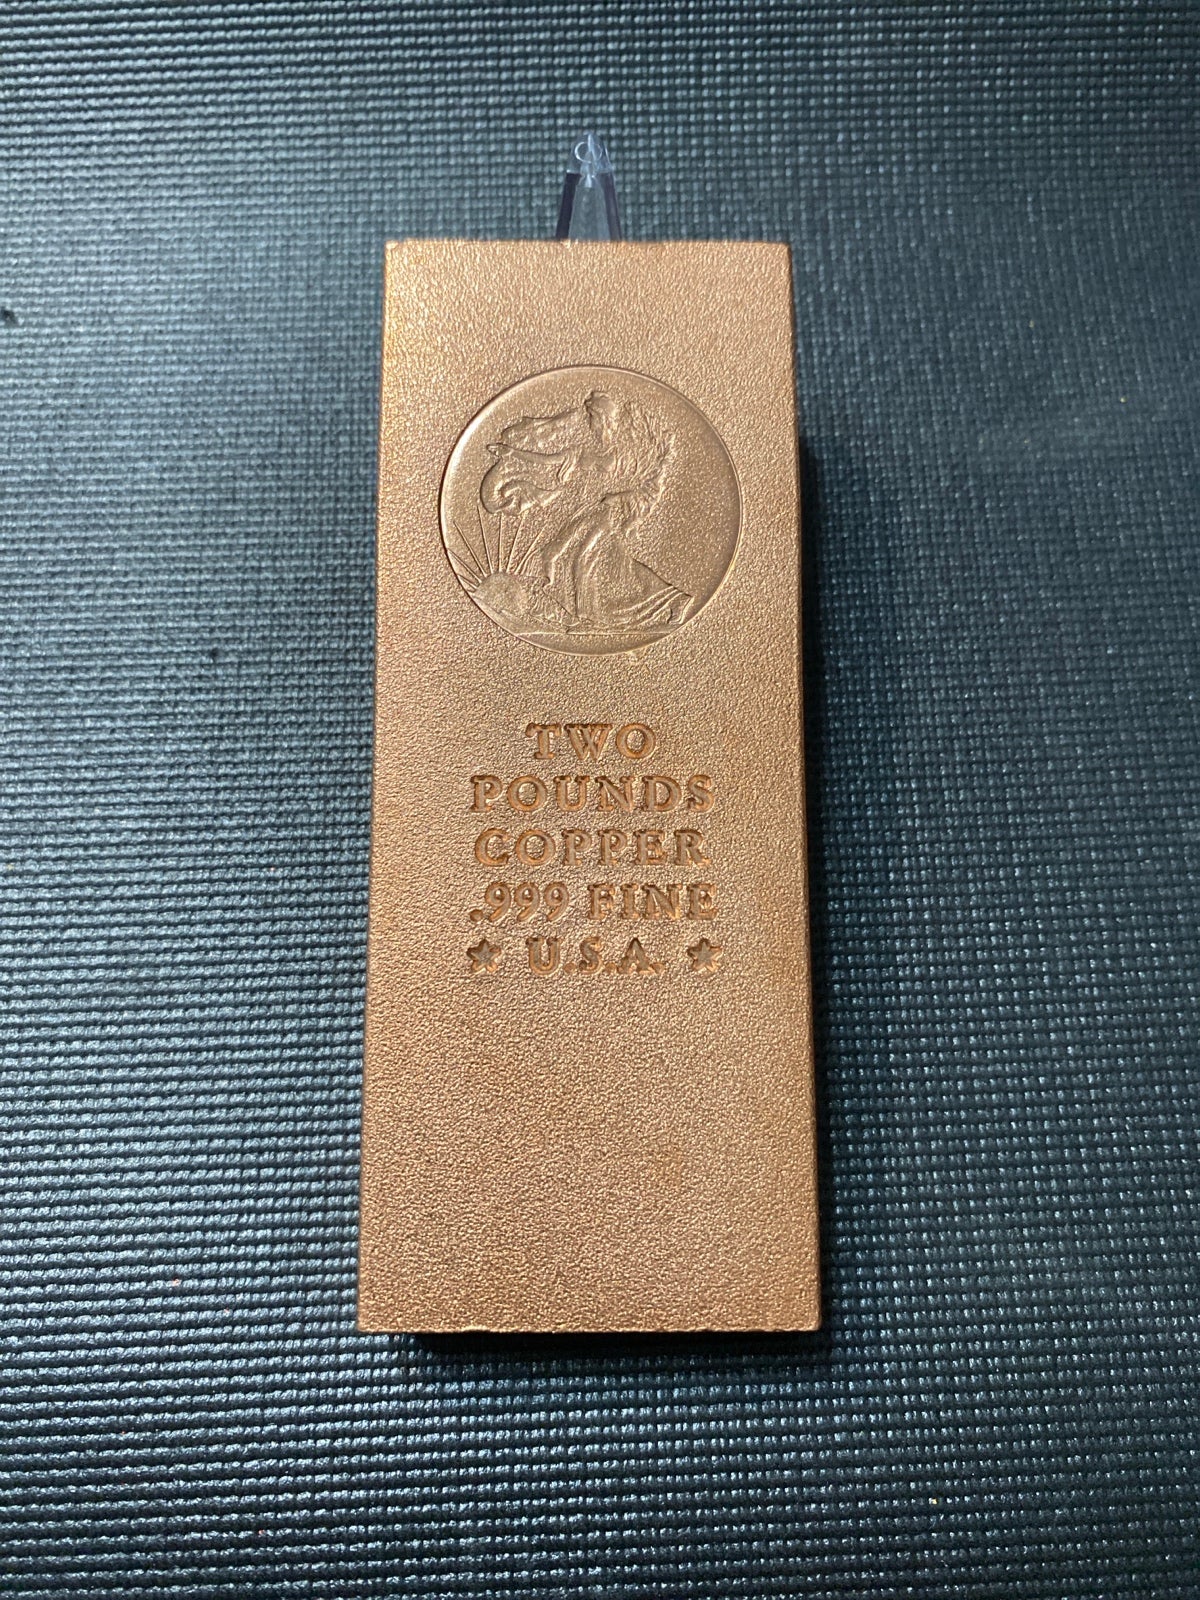 TWO
POUNDS
COPPER
.999 FINE
★ U.S.A. ★